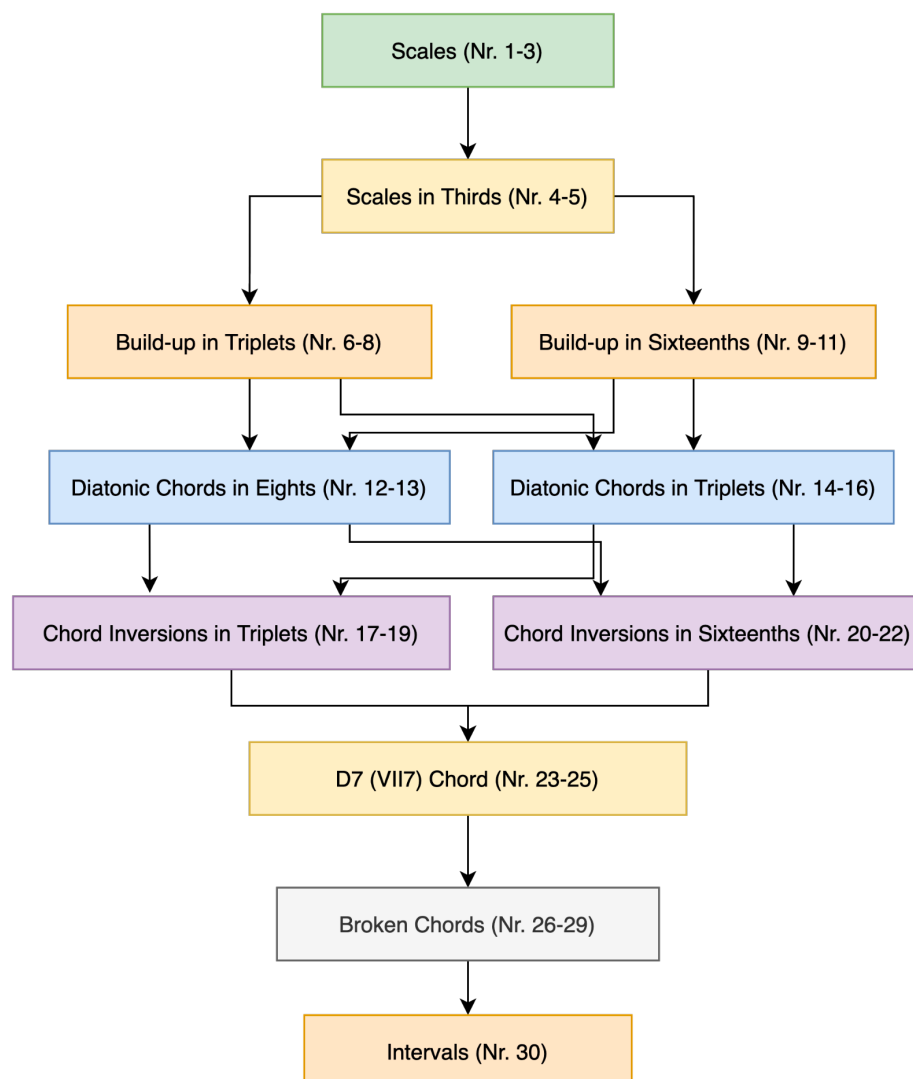 Scales (Nr. 1-3)
Scales in Thirds (Nr. 4-5)
Build-up in Triplets (Nr. 6-8)
Build-up in Sixteenths (Nr. 9-11)
Diatonic Chords in Eights (Nr. 12-13)
Diatonic Chords in Triplets (Nr. 14-16)
Chord Inversions in Triplets (Nr. 17-19)
Chord Inversions in Sixteenths (Nr. 20-22)
D7 (VII7) Chord (Nr. 23-25)
Broken Chords (Nr. 26-29)
Intervals (Nr. 30)